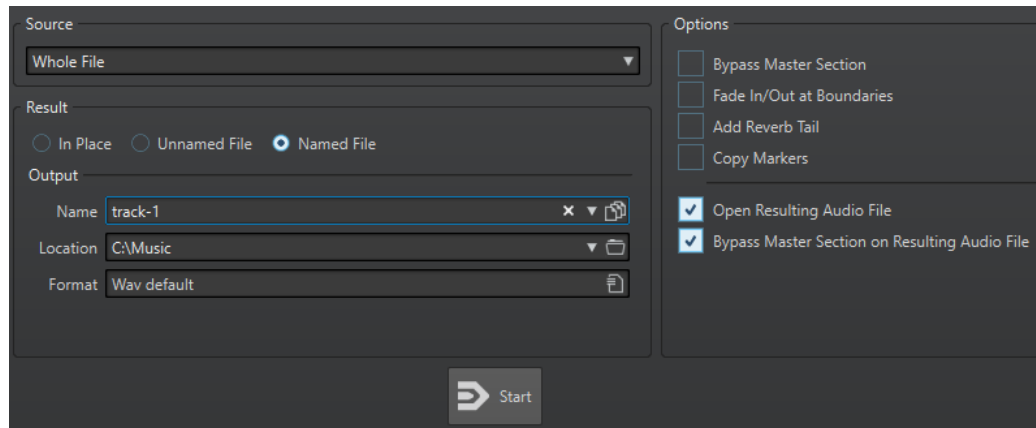 Source
Whole File
Result
In Place Unnamed File Named File
Output
Name track-1
Location C:\Music
Format Wav default
Options
Bypass Master Section
Fade In/Out at Boundaries
Add Reverb Tail
Copy Markers
Open Resulting Audio File
Bypass Master Section on Resulting Audio File
Start